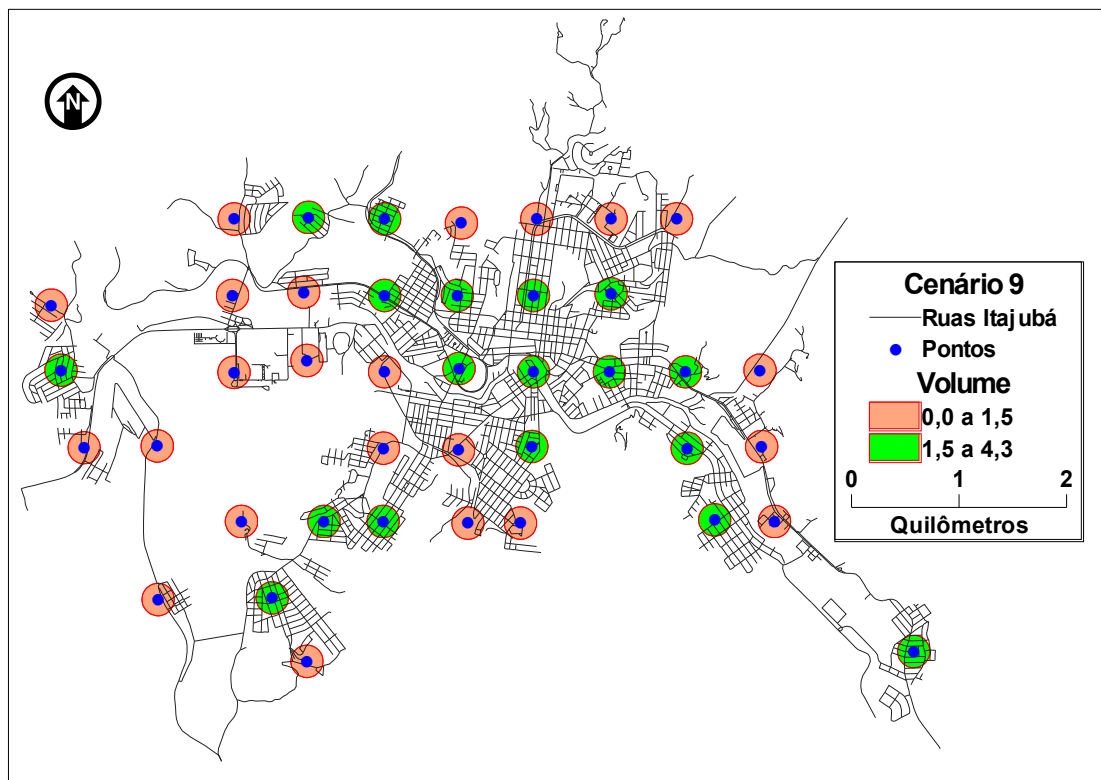 N
Cenário 9
Ruas Itajubá
Pontos
Volume
0,0 a 1,5
1,5 a 4,3
0 1 2
Quilômetros